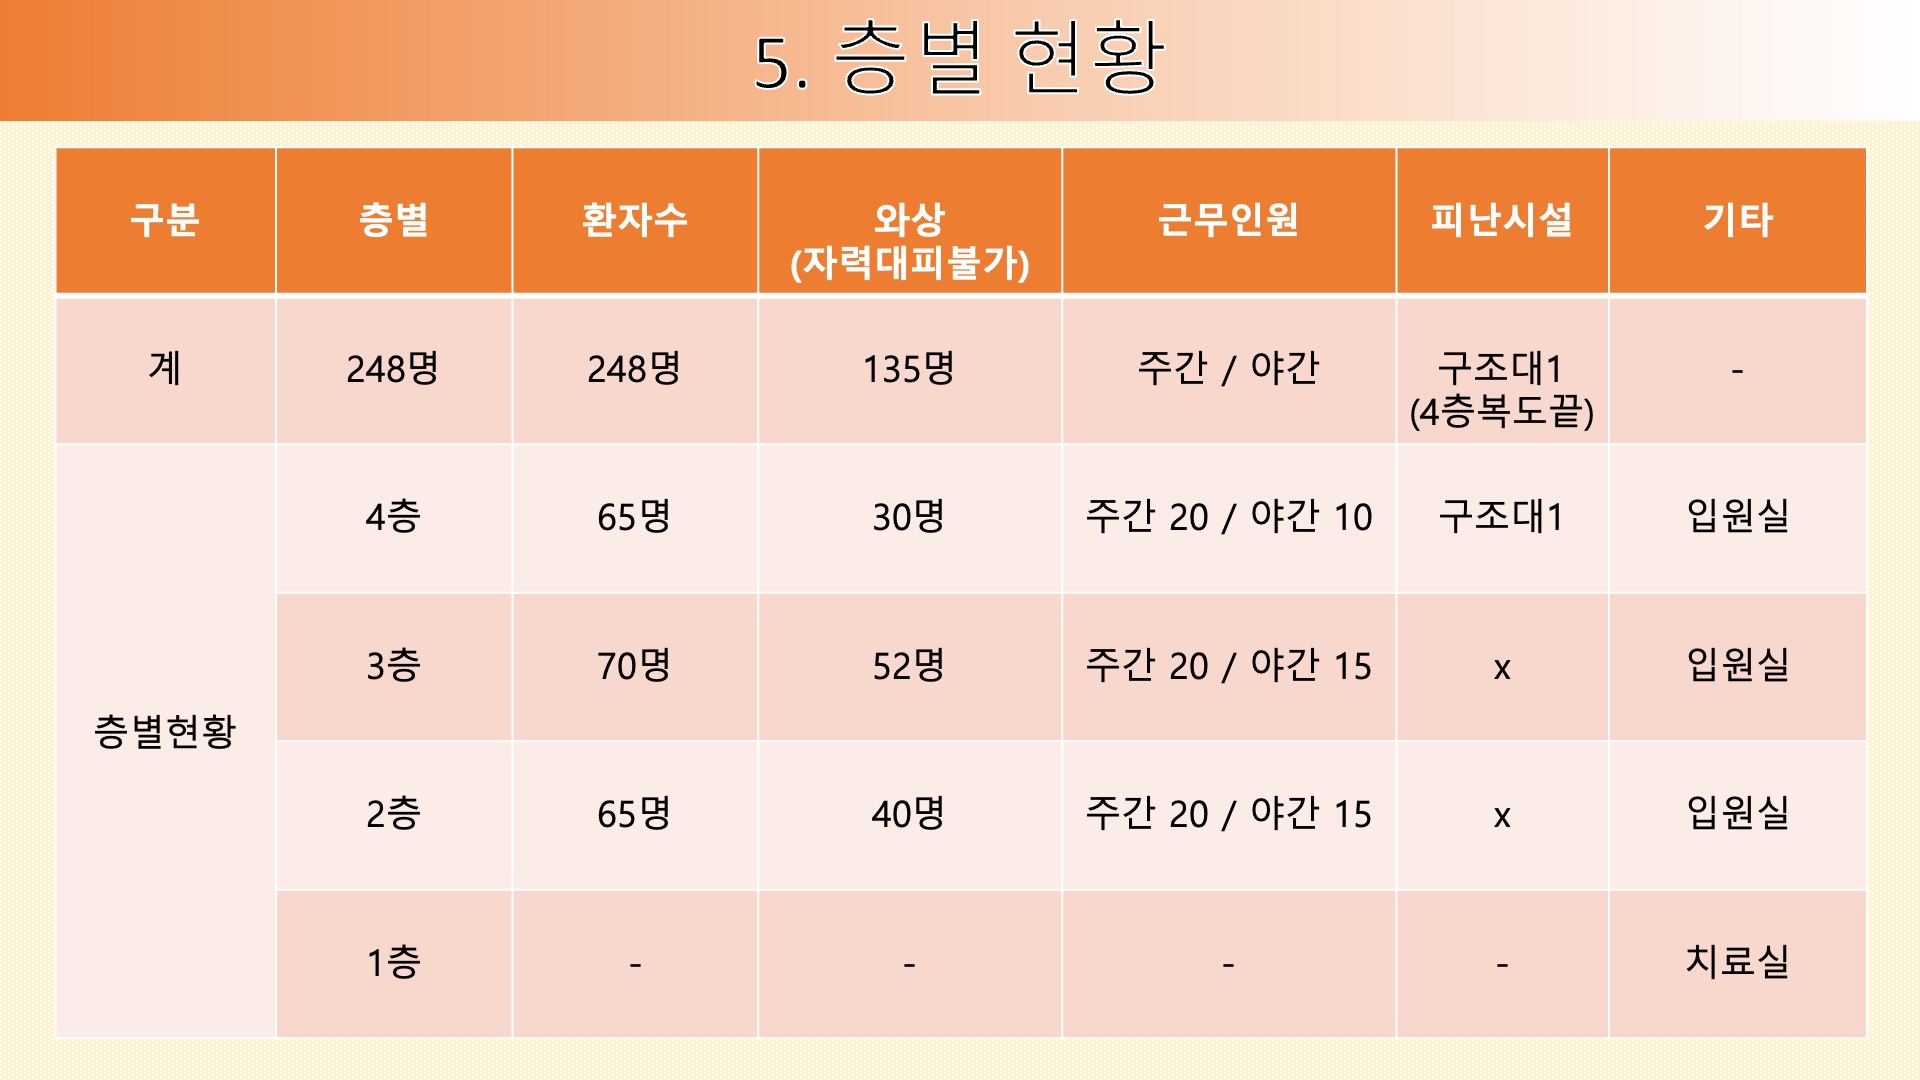 5. 층별 현황
구분 층별 환자수 와상 근무인원 피난시설 기타
(자력대피불가)
계 248명 248명 135명 주간 / 야간 구조대1 -
(4층복도끝)
4층 65명 30명 주간 20 / 야간 10 구조대1 입원실
3층 70명 52명 주간 20 / 야간 15 x 입원실
층별현황
2층 65명 40명 주간 20 / 야간 15 x 입원실
1층 - - - - 치료실